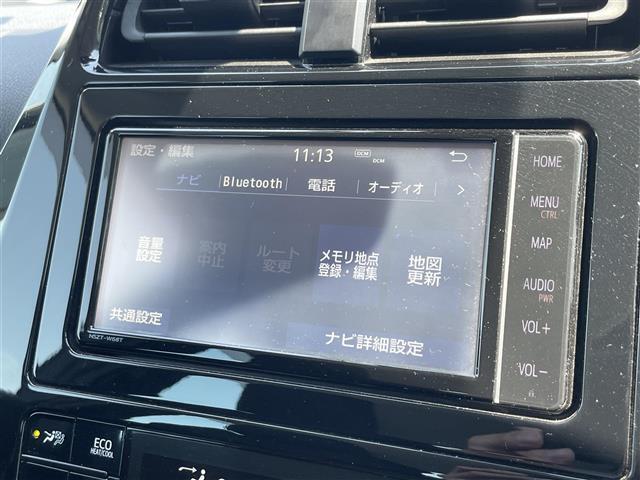 設定・編集 11:13 DCM DCM
ナビ Bluetooth 電話 オーディオ >
音量設定
案内中止
ルート変更
メモリ地点登録・編集
地図更新
共通設定 ナビ詳細設定
NSZT-W66T
HOME
MENU
CTRL
MAP
AUDIO
PWR
VOL+
VOL-
ECO
HEAT/COOL